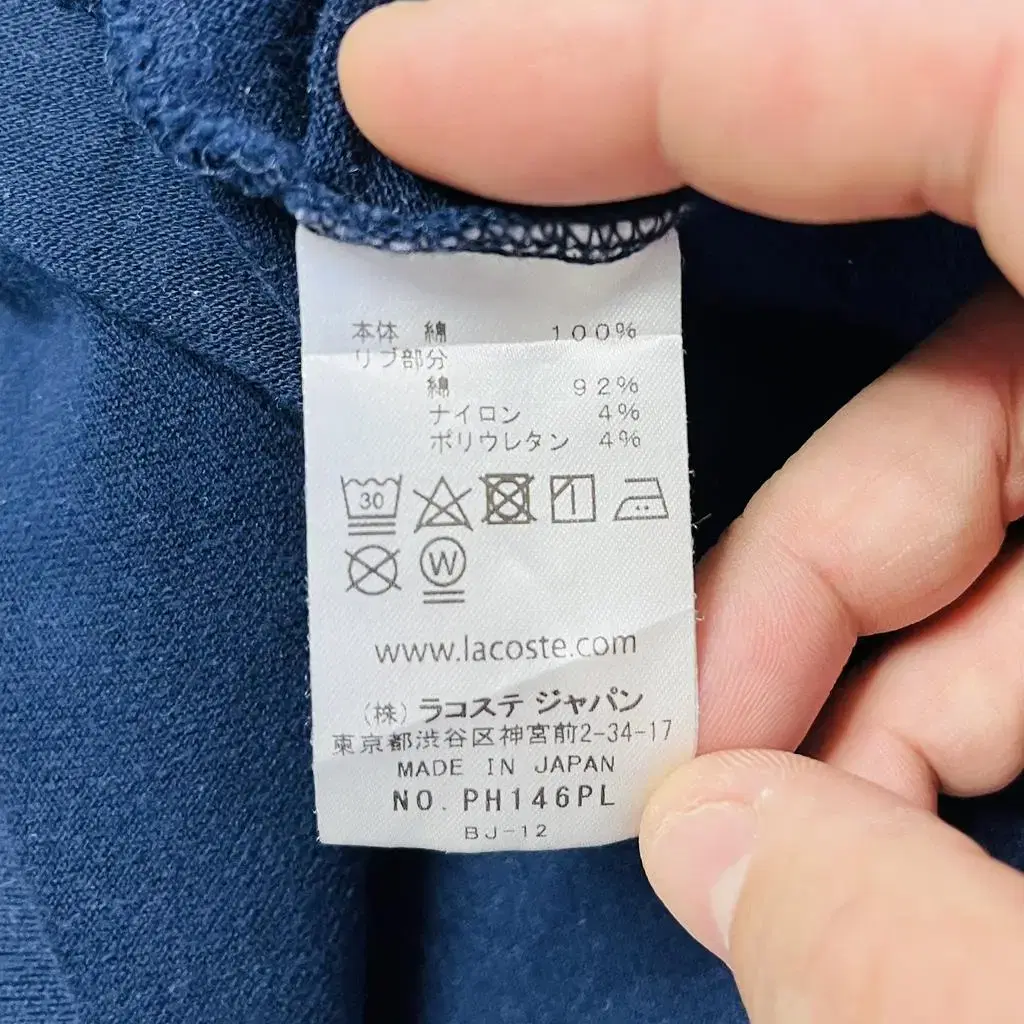 本体 綿 100%
リブ部分
綿 92%
ナイロン 4%
ポリウレタン 4%
30
W
www.lacoste.com
(株) ラコステ ジャパン
東京都渋谷区神宮前2-34-17
MADE IN JAPAN
NO. PH146PL
BJ-12